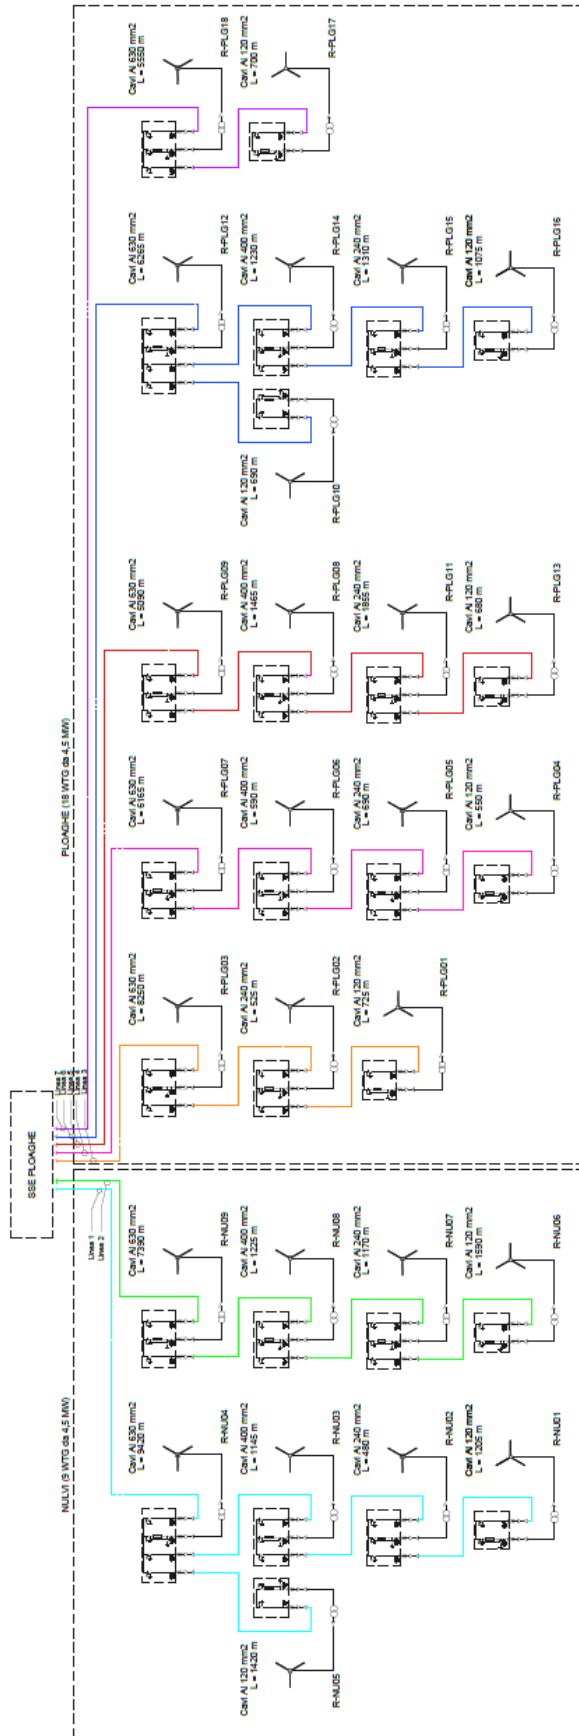 SSE PLOAGHE
Linea 7
Linea 6
Linea 3
Linea 1
Linea 2
NULVI (9 WTG da 4,5 MW)
PLOAGHE (18 WTG da 4,5 MW)
Cavi Al 630 mm2
L = 9420 m
R-NU04
Cavi Al 120 mm2
L = 1420 m
R-NU05
Cavi Al 400 mm2
L = 1145 m
R-NU03
Cavi Al 240 mm2
L = 480 m
R-NU02
Cavi Al 120 mm2
L = 1205 m
R-NU01
Cavi Al 630 mm2
L = 7390 m
R-NU09
Cavi Al 400 mm2
L = 1225 m
R-NU08
Cavi Al 240 mm2
L = 1170 m
R-NU07
Cavi Al 120 mm2
L = 1590 m
R-NU06
Cavi Al 630 mm2
L = 8250 m
R-PLG03
Cavi Al 240 mm2
L = 525 m
R-PLG02
Cavi Al 120 mm2
L = 725 m
R-PLG01
Cavi Al 630 mm2
L = 6165 m
R-PLG07
Cavi Al 400 mm2
L = 590 m
R-PLG06
Cavi Al 240 mm2
L = 690 m
R-PLG05
Cavi Al 120 mm2
L = 550 m
R-PLG04
Cavi Al 630 mm2
L = 5090 m
R-PLG09
Cavi Al 400 mm2
L = 1465 m
R-PLG08
Cavi Al 240 mm2
L = 1855 m
R-PLG11
Cavi Al 120 mm2
L = 680 m
R-PLG13
Cavi Al 630 mm2
L = 6265 m
R-PLG12
Cavi Al 120 mm2
L = 690 m
R-PLG10
Cavi Al 400 mm2
L = 1230 m
R-PLG14
Cavi Al 240 mm2
L = 1310 m
R-PLG15
Cavi Al 120 mm2
L = 1075 m
R-PLG16
Cavi Al 630 mm2
L = 5550 m
R-PLG18
Cavi Al 120 mm2
L = 700 m
R-PLG17